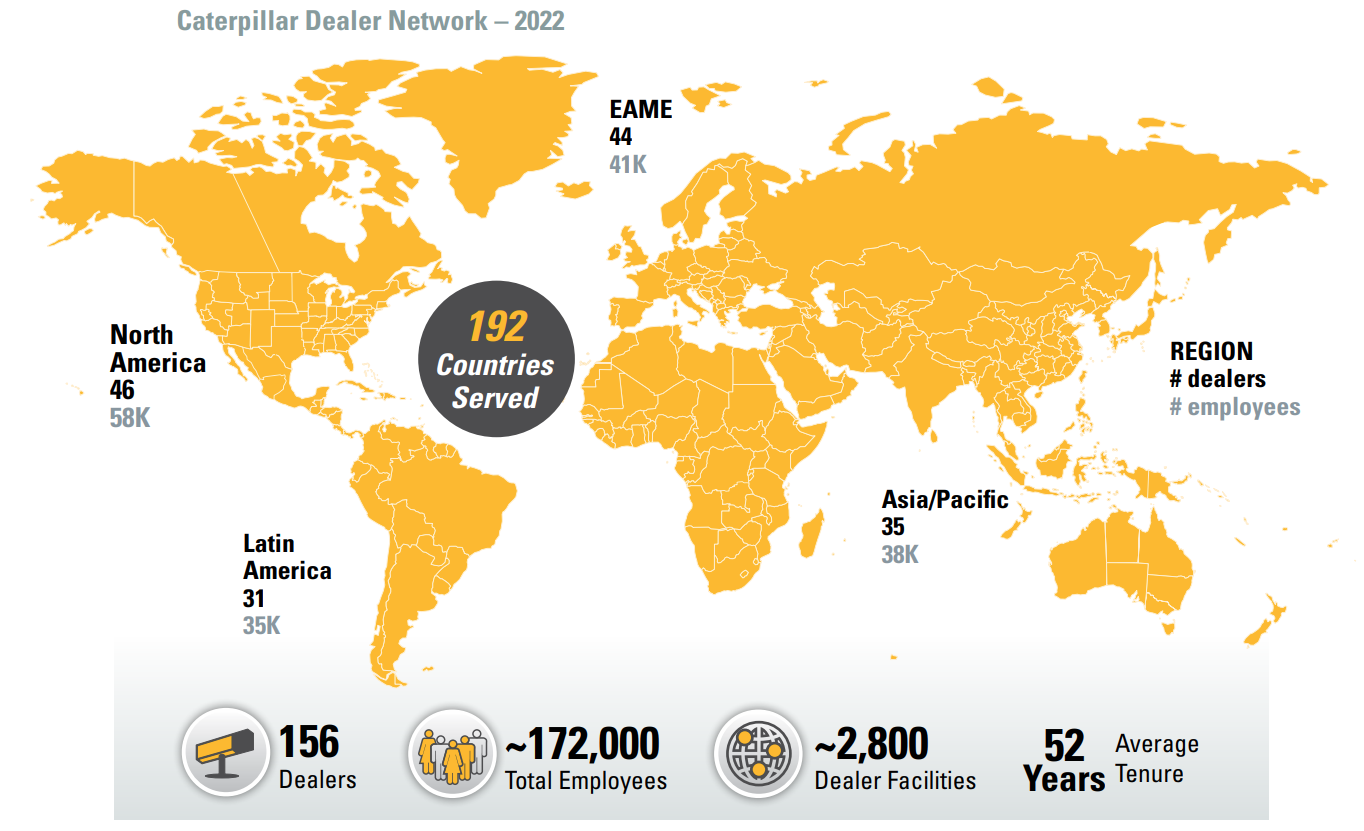 Caterpillar Dealer Network – 2022
EAME
44
41K
North
America
46
58K
192
Countries
Served
REGION
# dealers
# employees
Asia/Pacific
35
38K
Latin
America
31
35K
156
Dealers
~172,000
Total Employees
~2,800
Dealer Facilities
52
Years
Average
Tenure